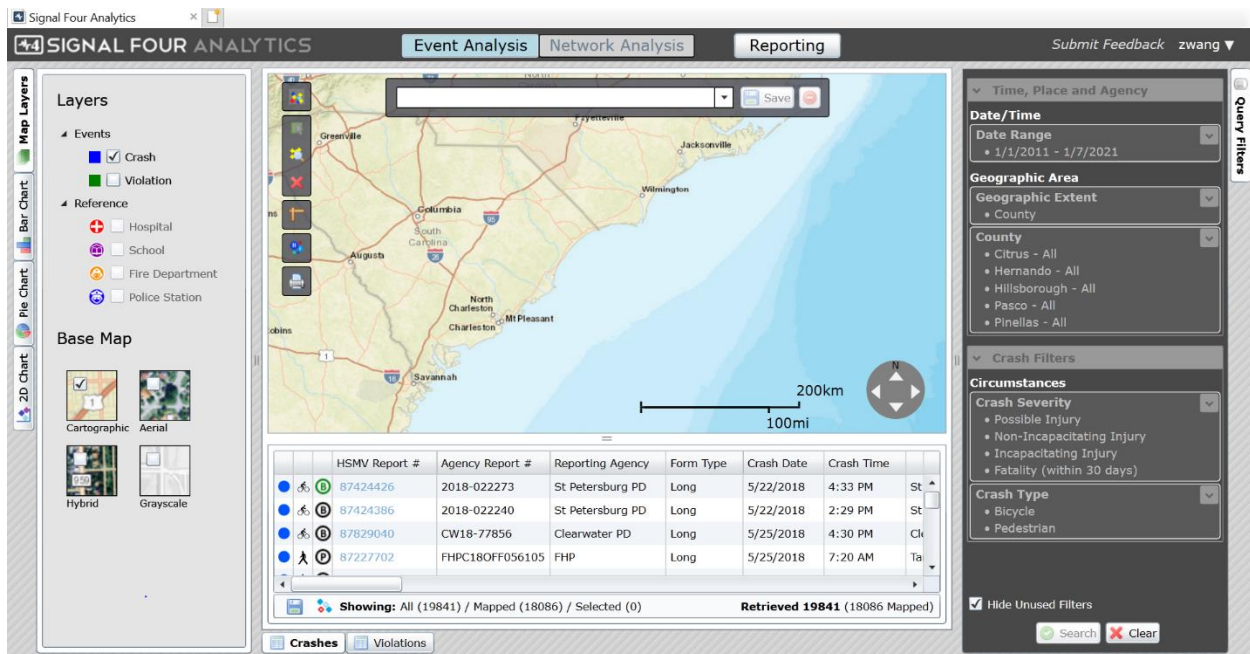 Signal Four Analytics
SIGNAL FOUR ANALYTICS
Event Analysis
Network Analysis
Reporting
Submit Feedback
zwang ▼
Map Layers
Bar Chart
Pie Chart
2D Chart
Layers
Events
Crash
Violation
Reference
Hospital
School
Fire Department
Police Station
Base Map
Cartographic
Aerial
Hybrid
Grayscale
Save
Greenville
Fayetteville
Jacksonville
Wilmington
Columbia
95
South
Carolina
26
Augusta
North
Charleston
Mt Pleasant
Charleston
1
16
Savannah
N
200km
100mi
HSMV Report # Agency Report # Reporting Agency Form Type Crash Date Crash Time
B 87424426 2018-022273 St Petersburg PD Long 5/22/2018 4:33 PM St
B 87424386 2018-022240 St Petersburg PD Long 5/22/2018 2:29 PM St
B 87829040 CW18-77856 Clearwater PD Long 5/25/2018 4:30 PM
P 87227702 FHPC18OFF056105 FHP Long 5/25/2018 7:20 AM Ta
Showing: All (19841) / Mapped (18086) / Selected (0)
Retrieved 19841 (18086 Mapped)
Crashes
Violations
Time, Place and Agency
Date/Time
Date Range
• 1/1/2011 - 1/7/2021
Geographic Area
Geographic Extent
• County
County
• Citrus - All
• Hernando - All
• Hillsborough - All
• Pasco - All
• Pinellas - All
Crash Filters
Circumstances
Crash Severity
• Possible Injury
• Non-Incapacitating Injury
• Incapacitating Injury
• Fatality (within 30 days)
Crash Type
• Bicycle
• Pedestrian
Hide Unused Filters
Search
Clear
Query Filters